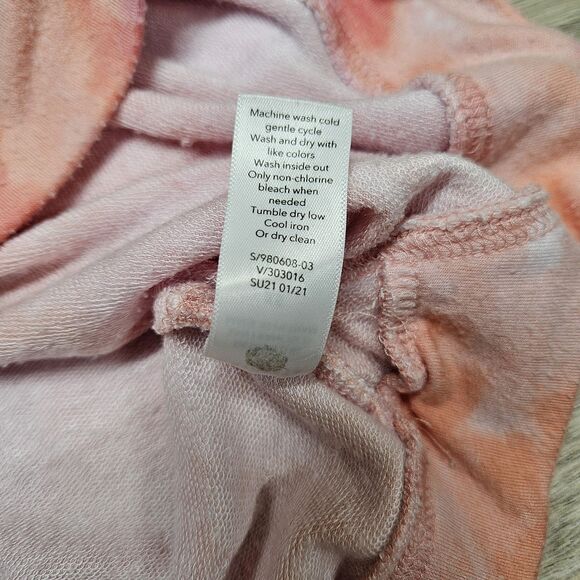 Machine wash cold
gentle cycle
Wash and dry with
like colors
Wash inside out
Only non-chlorine
bleach when
needed
Tumble dry low
Cool iron
Or dry clean
S/980608-03
V/303016
SU21 01/21